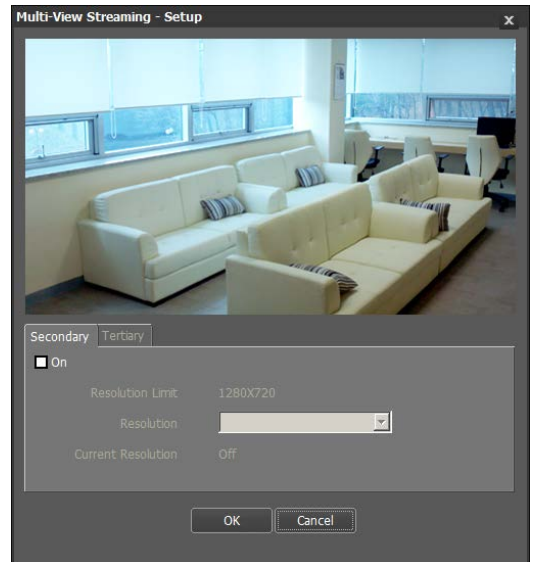 Multi-View Streaming - Setup x
Secondary Tertiary
On
Resolution Limit 1280X720
Resolution
Current Resolution Off
OK Cancel